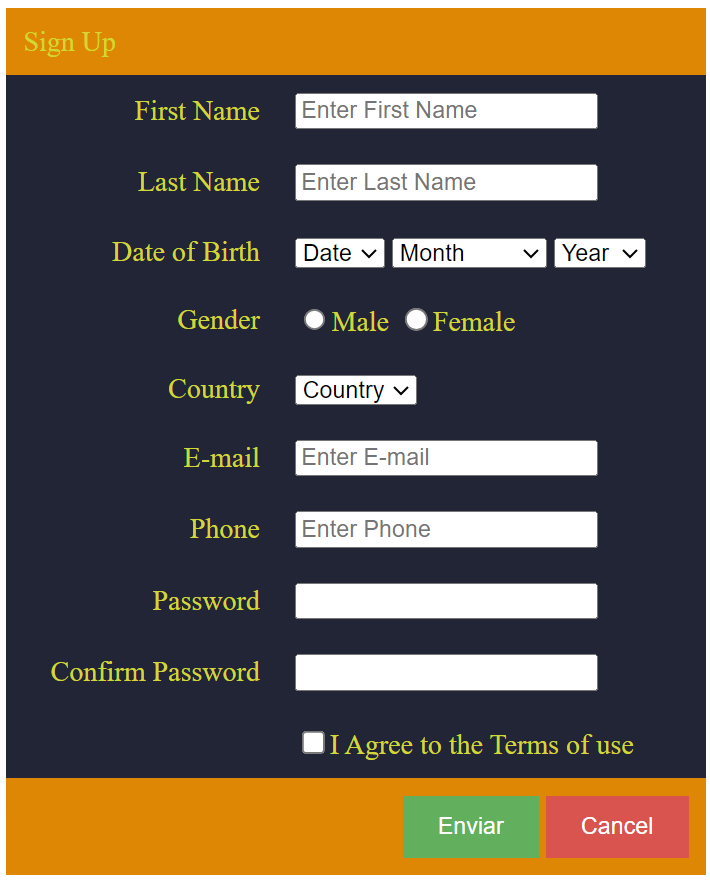 Sign Up
First Name Enter First Name
Last Name Enter Last Name
Date of Birth Date Month Year
Gender Male Female
Country Country
E-mail Enter E-mail
Phone Enter Phone
Password
Confirm Password
I Agree to the Terms of use
Enviar Cancel